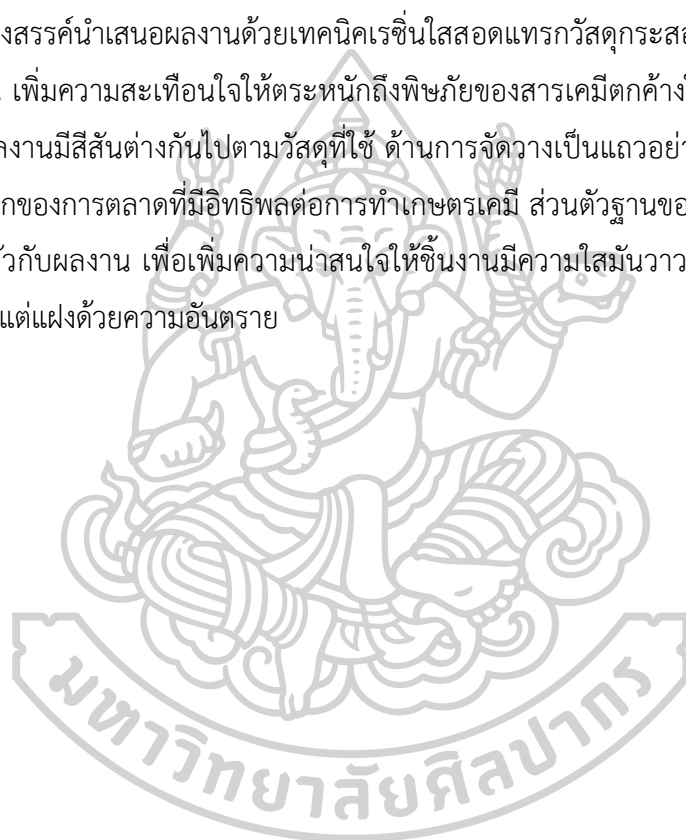 งสรรค์นำเสนอผลงานด้วยเทคนิคเรซิ่นใสสอดแทรกวัสดุกระสอ
เพิ่มความสะเทือนใจให้ตระหนักถึงพิษภัยของสารเคมีตกค้าง
ลงานมีสีสันต่างกันไปตามวัสดุที่ใช้ ด้านการจัดวางเป็นแถวอย่า
กของการตลาดที่มีอิทธิพลต่อการทำเกษตรเคมี ส่วนตัวฐานขอ
ัวกับผลงาน เพื่อเพิ่มความน่าสนใจให้ชิ้นงานมีความใสมันวาว
แต่แฝงด้วยความอันตราย
มหาวิทยาลัยศิลปากร